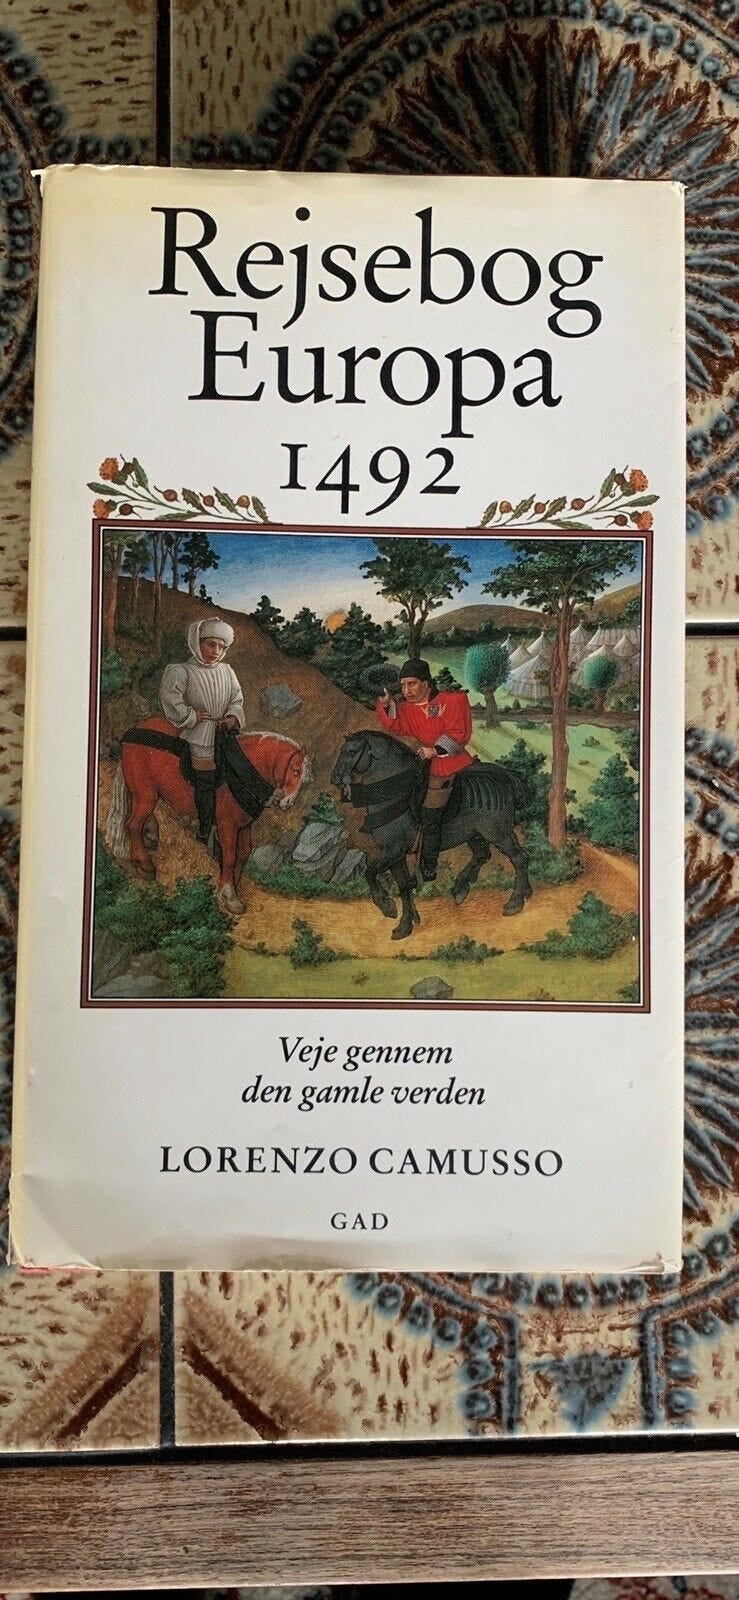 Rejsebog
Europa
1492
Veje gennem
den gamle verden
LORENZO CAMUSSO
GAD